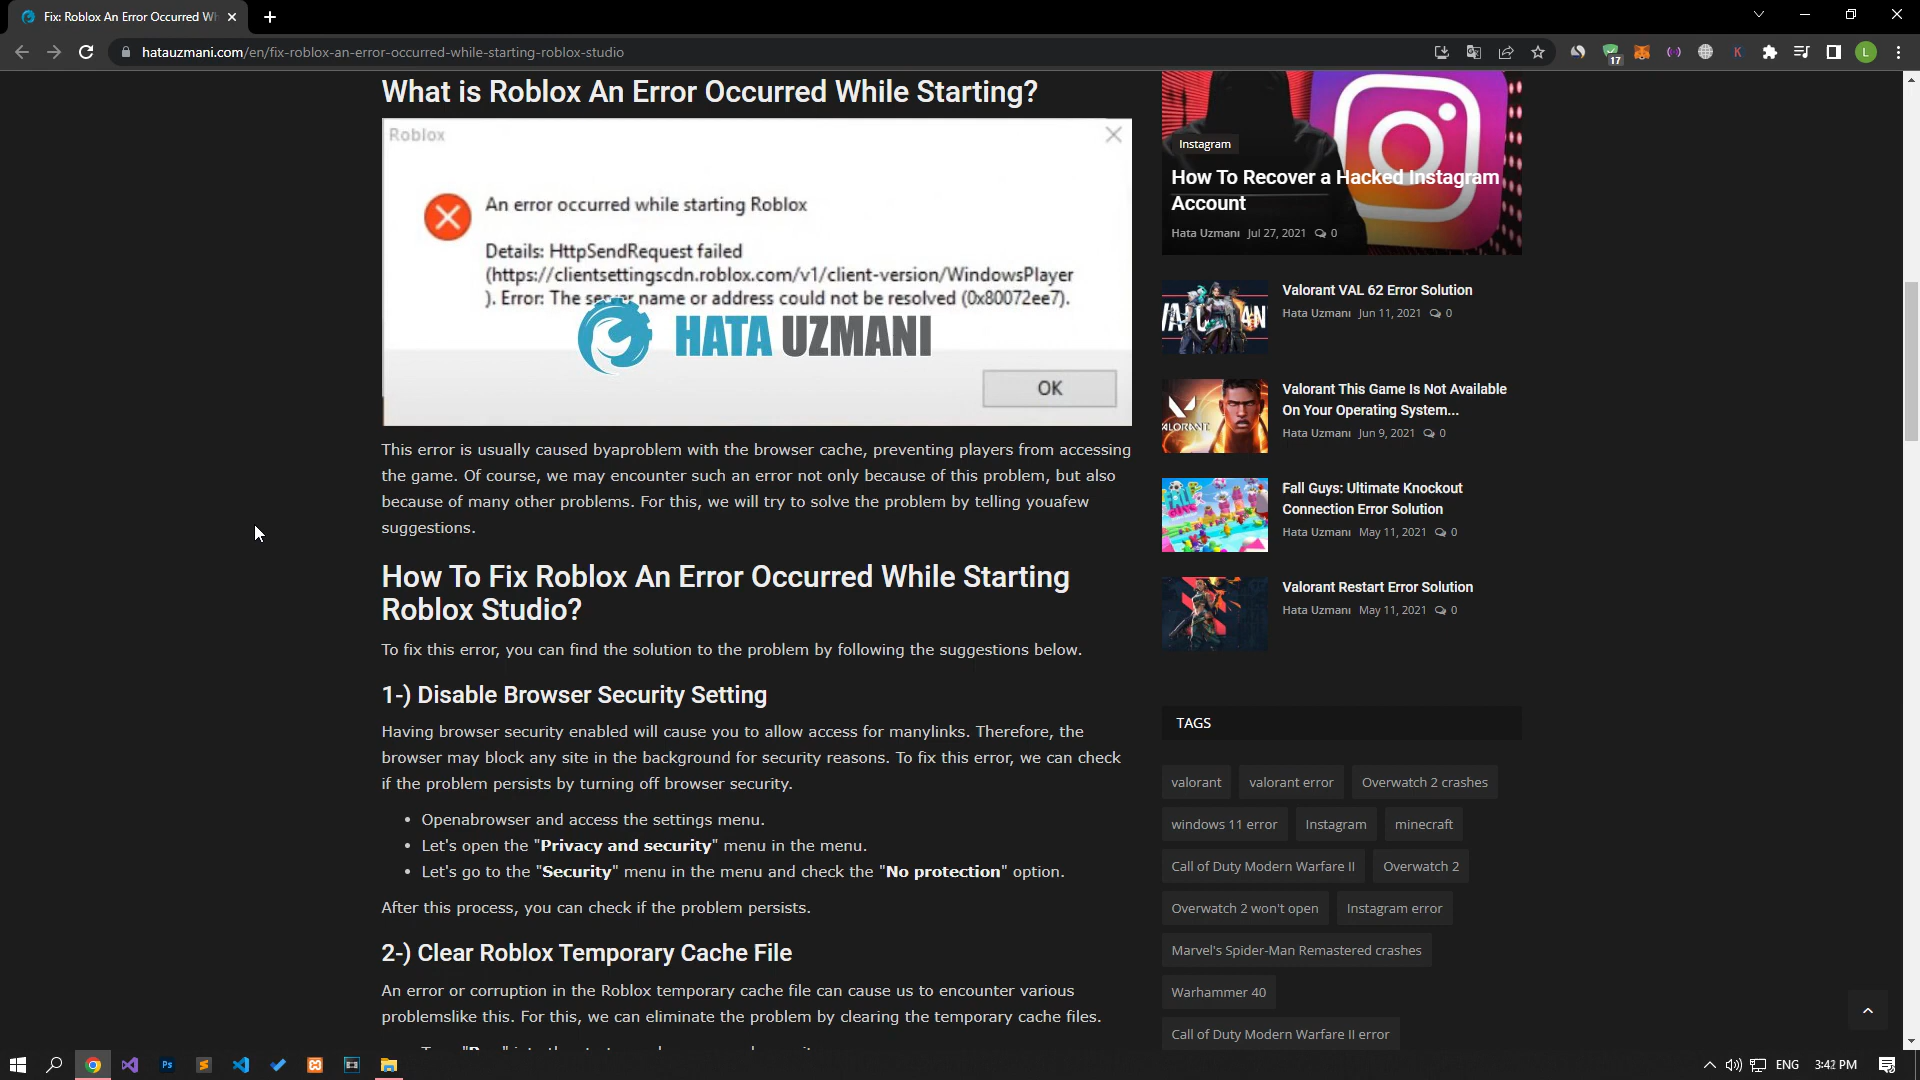 Fix: Roblox An Error Occurred Wh
hatauzmani.com/en/fix-roblox-an-error-occurred-while-starting-roblox-studio
17
K
L
What is Roblox An Error Occurred While Starting?
Roblox
An error occurred while starting Roblox
Details: HttpSendRequest failed
(https://clientsettingscdn.roblox.com/v1/client-version/WindowsPlayer
). Error: The server name or address could not be resolved (0x80072ee7).
HATA UZMANI
OK
This error is usually caused byaproblem with the browser cache, preventing players from accessing
the game. Of course, we may encounter such an error not only because of this problem, but also
because of many other problems. For this, we will try to solve the problem by telling youafew
suggestions.
How To Fix Roblox An Error Occurred While Starting
Roblox Studio?
To fix this error, you can find the solution to the problem by following the suggestions below.
1-) Disable Browser Security Setting
Having browser security enabled will cause you to allow access for manylinks. Therefore, the
browser may block any site in the background for security reasons. To fix this error, we can check
if the problem persists by turning off browser security.
Openabrowser and access the settings menu.
Let's open the "Privacy and security" menu in the menu.
Let's go to the "Security" menu in the menu and check the "No protection" option.
After this process, you can check if the problem persists.
2-) Clear Roblox Temporary Cache File
An error or corruption in the Roblox temporary cache file can cause us to encounter various
problemslike this. For this, we can eliminate the problem by clearing the temporary cache files.
Instagram
How To Recover a Hacked Instagram
Account
Hata Uzmanı Jul 27, 2021 0
Valorant VAL 62 Error Solution
Hata Uzmanı Jun 11, 2021 0
VALORANT
Valorant This Game Is Not Available
On Your Operating System...
Hata Uzmanı Jun 9, 2021 0
Fall Guys: Ultimate Knockout
Connection Error Solution
Hata Uzmanı May 11, 2021 0
Valorant Restart Error Solution
Hata Uzmanı May 11, 2021 0
TAGS
valorant valorant error Overwatch 2 crashes
windows 11 error Instagram minecraft
Call of Duty Modern Warfare II Overwatch 2
Overwatch 2 won't open Instagram error
Marvel's Spider-Man Remastered crashes
Warhammer 40
Call of Duty Modern Warfare II error
Ps
ENG 3:42 PM